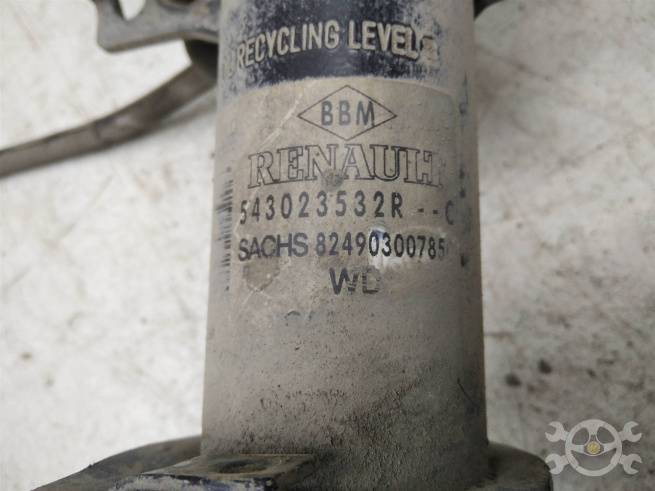 RECYCLING LEVEL
BBM
RENAULT
543023532R -- C
SACHS 82490300785
WD